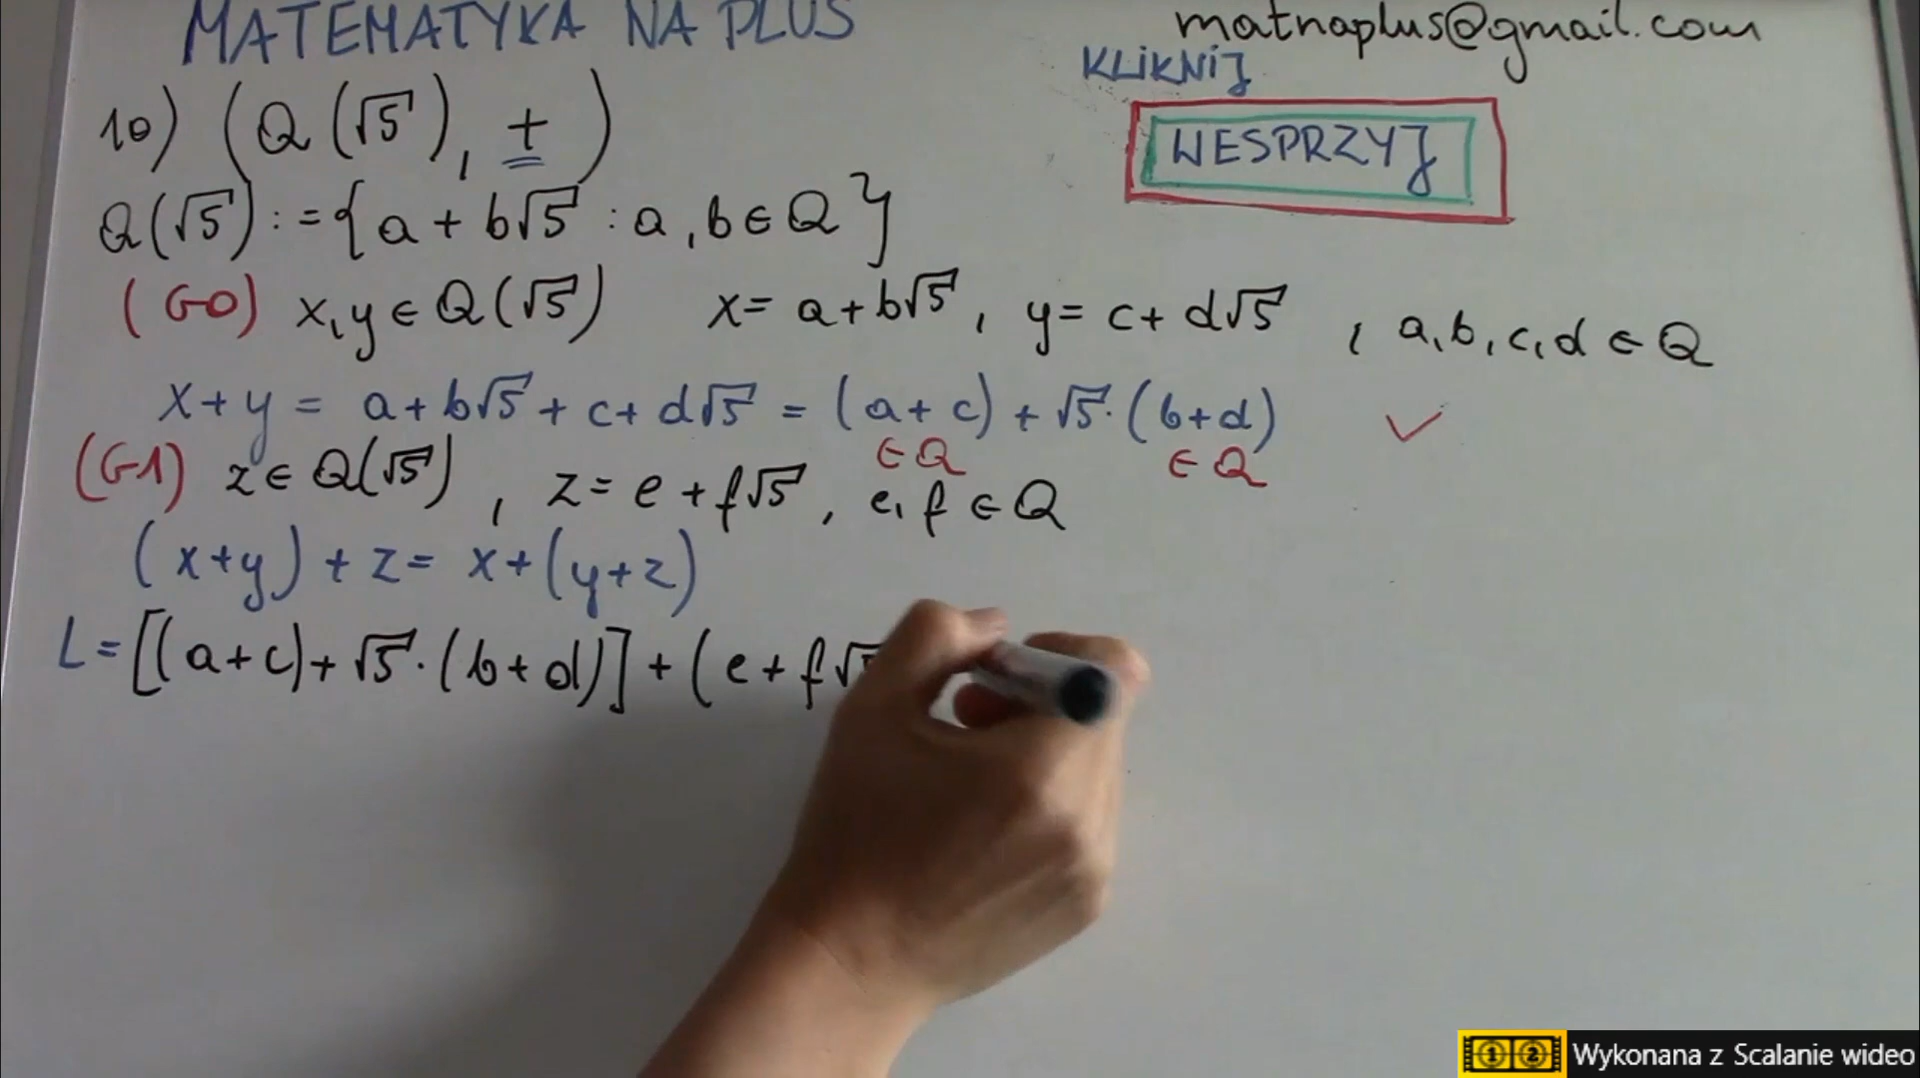 MATEMATYKA NA PLUS
matnaplus@gmail.com
KLIKNIJ
WESPRZYJ
10) (Q(√5), +)
Q(√5) := {a + b√5 : a, b ∈ Q}
(G0) x, y ∈ Q(√5) x = a + b√5, y = c + d√5, a, b, c, d ∈ Q
x + y = a + b√5 + c + d√5 = (a + c) + √5·(b + d) ✓
∈ Q ∈ Q
(G1) z ∈ Q(√5), z = e + f√5, e, f ∈ Q
(x + y) + z = x + (y + z)
L = [(a + c) + √5·(b + d)] + (e + f√5
Wykonana z Scalanie wideo